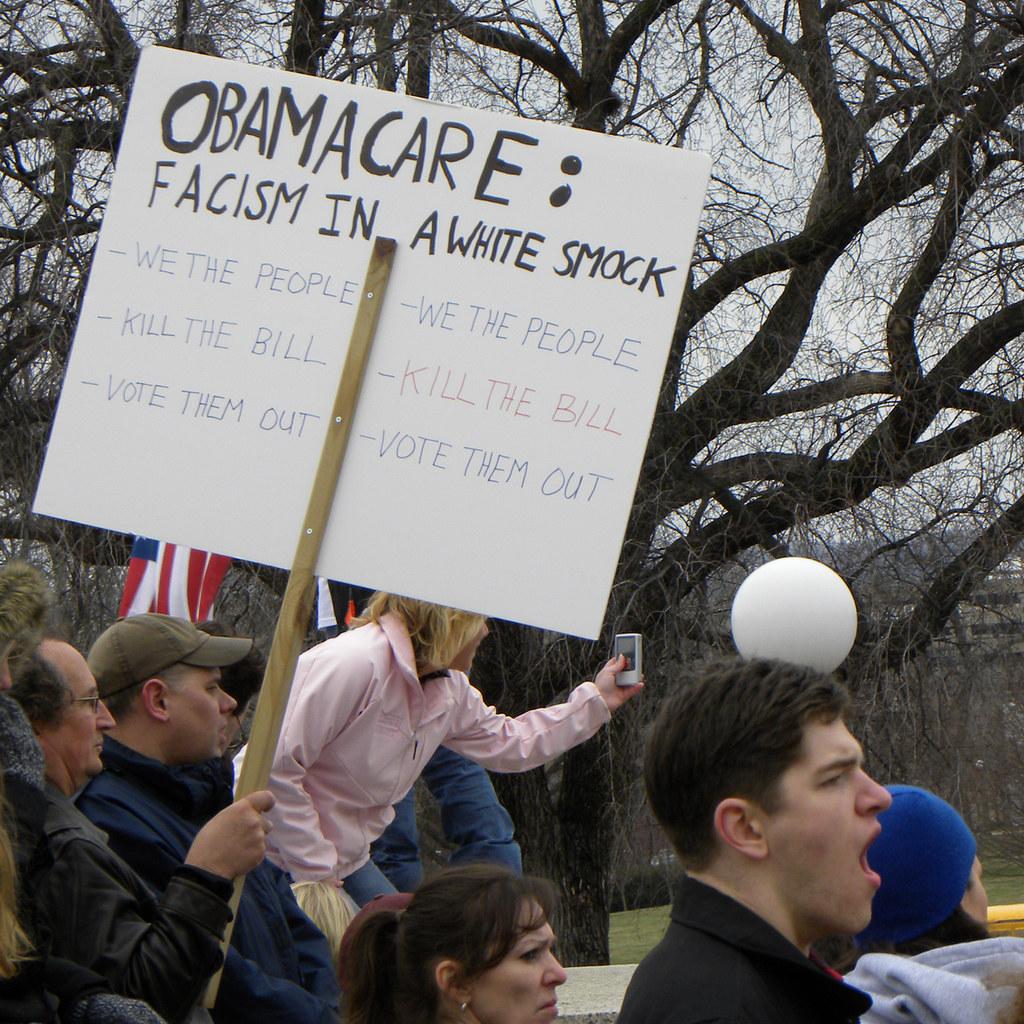 OBAMACARE:
FACISM IN A WHITE SMOCK
- WE THE PEOPLE
- KILL THE BILL
- VOTE THEM OUT
- WE THE PEOPLE
- KILL THE BILL
- VOTE THEM OUT